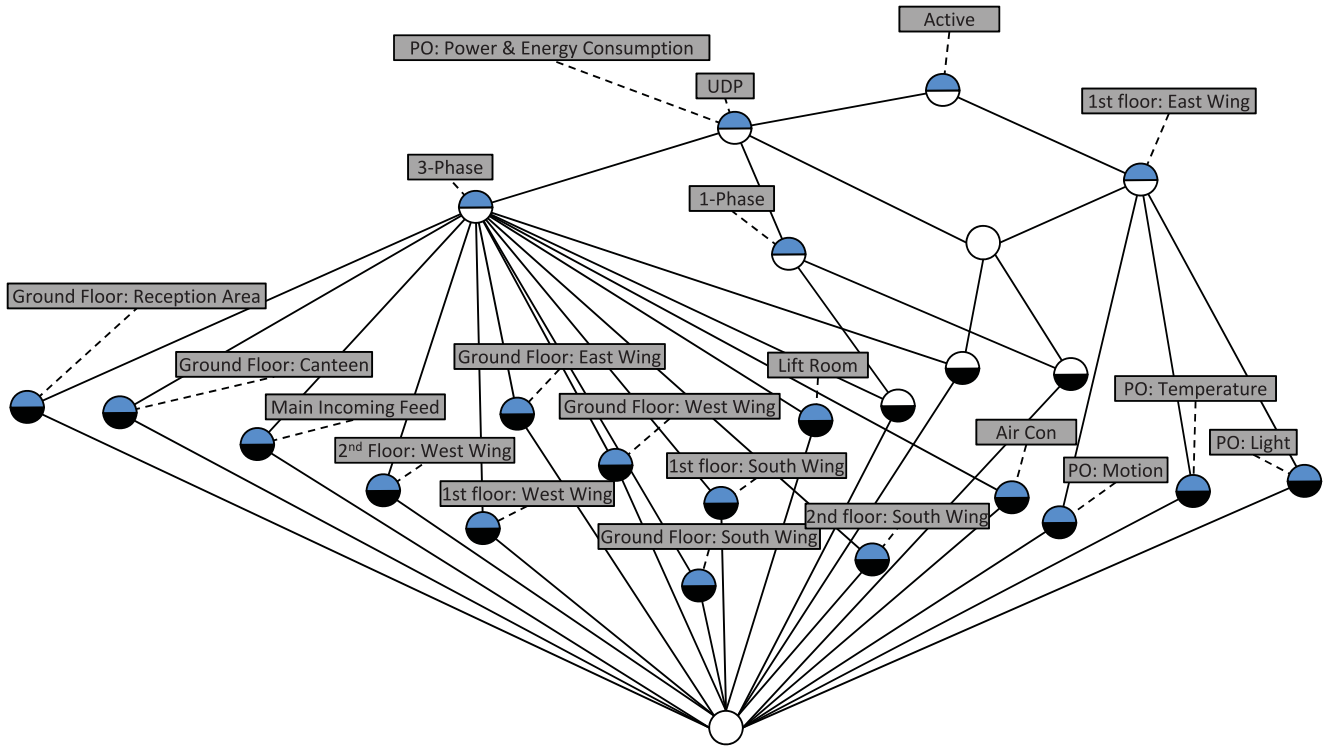 Active
PO: Power & Energy Consumption
UDP
1st floor: East Wing
3-Phase
1-Phase
Ground Floor: Reception Area
Ground Floor: East Wing
Ground Floor: Canteen
Lift Room
PO: Temperature
Main Incoming Feed
Ground Floor: West Wing
Air Con
2nd Floor: West Wing
PO: Light
1st floor: South Wing
PO: Motion
1st floor: West Wing
2nd floor: South Wing
Ground Floor: South Wing